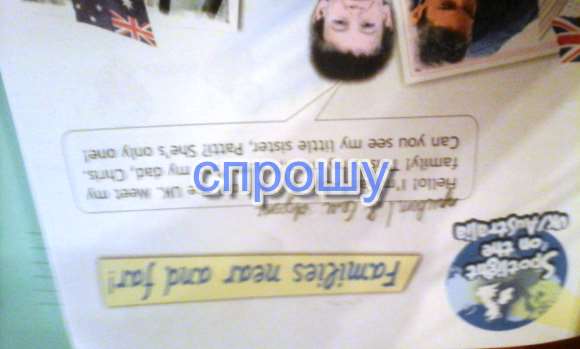 Spotlight
on the
UK/Australia
Families near and far!
Hello! I'm UK. Meet my
family! my dad, Chris.
Can you see my little sister, Patti? She's only one!
спрошу